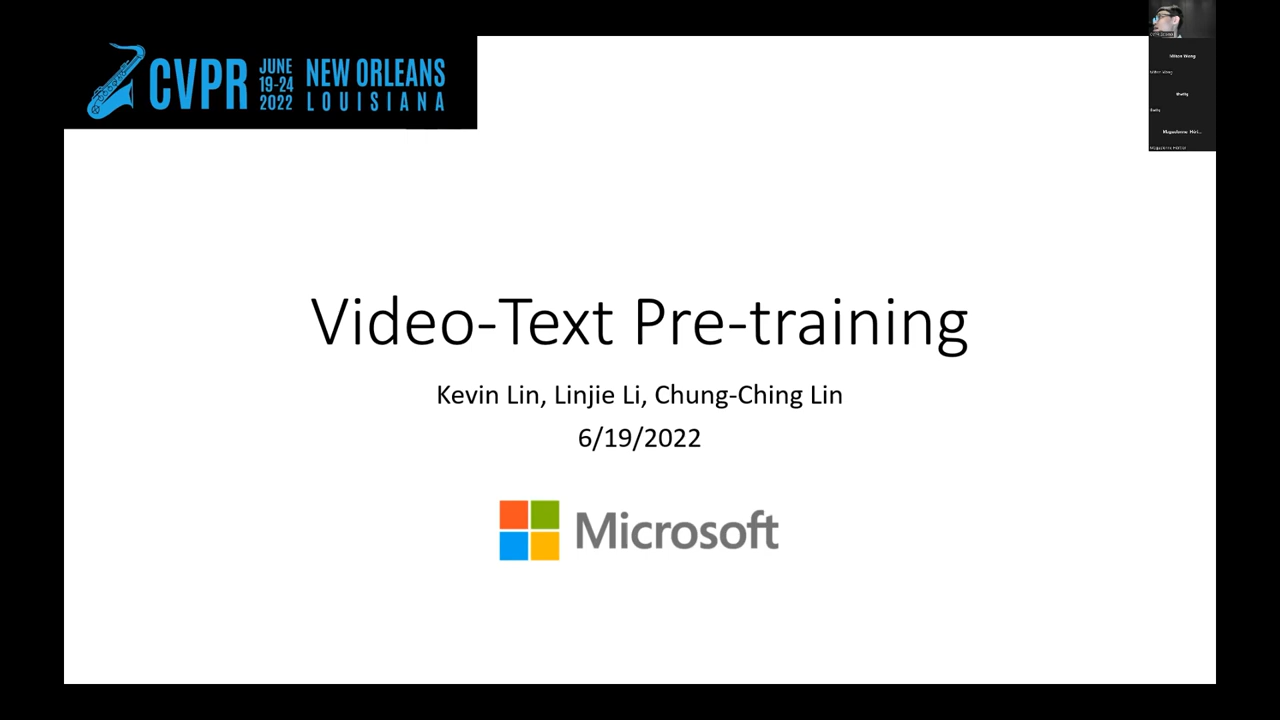 CVPR
JUNE
19-24
2022
NEW ORLEANS
LOUISIANA
Video-Text Pre-training
Kevin Lin, Linjie Li, Chung-Ching Lin
6/19/2022
Microsoft